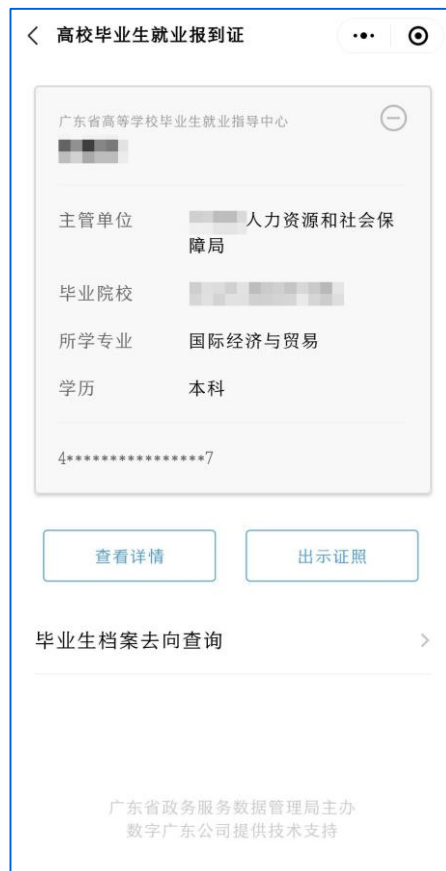 高校毕业生就业报到证
广东省高等学校毕业生就业指导中心
主管单位
人力资源和社会保
障局
毕业院校
所学专业
国际经济与贸易
学历
本科
4****************7
查看详情
出示证照
毕业生档案去向查询
广东省政务服务数据管理局主办
数字广东公司提供技术支持